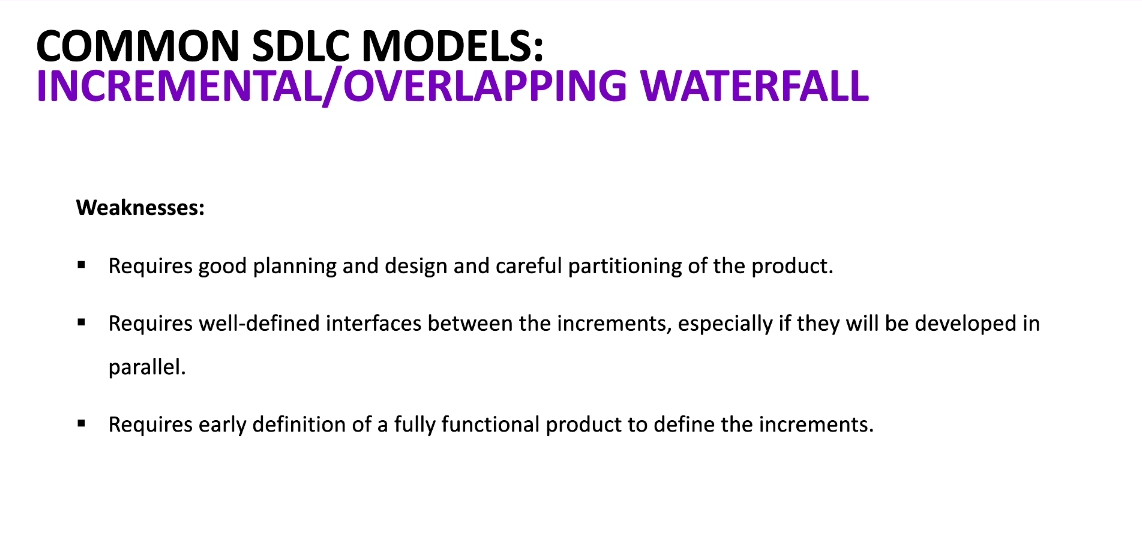 COMMON SDLC MODELS:
INCREMENTAL/OVERLAPPING WATERFALL
Weaknesses:
▪ Requires good planning and design and careful partitioning of the product.
▪ Requires well-defined interfaces between the increments, especially if they will be developed in
parallel.
▪ Requires early definition of a fully functional product to define the increments.